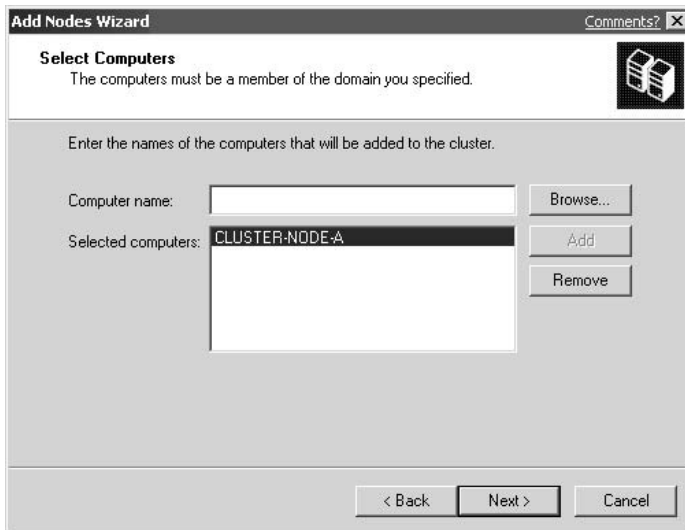 Add Nodes Wizard Comments?
Select Computers
The computers must be a member of the domain you specified.
Enter the names of the computers that will be added to the cluster.
Computer name: Browse...
Selected computers: CLUSTER-NODE-A Add
Remove
< Back Next > Cancel